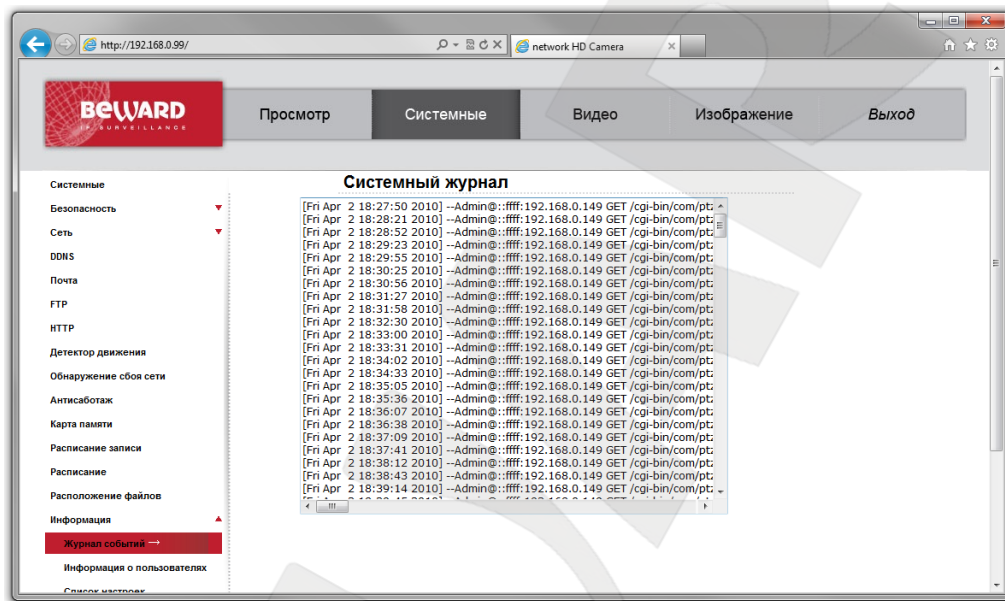 http://192.168.0.99/
network HD Camera
BEWARD
IP SURVEILLANCE
Просмотр
Системные
Видео
Изображение
Выход
Системные
Безопасность
Сеть
DDNS
Почта
FTP
HTTP
Детектор движения
Обнаружение сбоя сети
Антисаботаж
Карта памяти
Расписание записи
Расписание
Расположение файлов
Информация
Журнал событий →
Информация о пользователях
Список настроек
Системный журнал
[Fri Apr 2 18:27:50 2010] --Admin@::ffff:192.168.0.149 GET /cgi-bin/com/ptz
[Fri Apr 2 18:28:21 2010] --Admin@::ffff:192.168.0.149 GET /cgi-bin/com/ptz
[Fri Apr 2 18:28:52 2010] --Admin@::ffff:192.168.0.149 GET /cgi-bin/com/ptz
[Fri Apr 2 18:29:23 2010] --Admin@::ffff:192.168.0.149 GET /cgi-bin/com/ptz
[Fri Apr 2 18:29:55 2010] --Admin@::ffff:192.168.0.149 GET /cgi-bin/com/ptz
[Fri Apr 2 18:30:25 2010] --Admin@::ffff:192.168.0.149 GET /cgi-bin/com/ptz
[Fri Apr 2 18:30:56 2010] --Admin@::ffff:192.168.0.149 GET /cgi-bin/com/ptz
[Fri Apr 2 18:31:27 2010] --Admin@::ffff:192.168.0.149 GET /cgi-bin/com/ptz
[Fri Apr 2 18:31:58 2010] --Admin@::ffff:192.168.0.149 GET /cgi-bin/com/ptz
[Fri Apr 2 18:32:30 2010] --Admin@::ffff:192.168.0.149 GET /cgi-bin/com/ptz
[Fri Apr 2 18:33:00 2010] --Admin@::ffff:192.168.0.149 GET /cgi-bin/com/ptz
[Fri Apr 2 18:33:31 2010] --Admin@::ffff:192.168.0.149 GET /cgi-bin/com/ptz
[Fri Apr 2 18:34:02 2010] --Admin@::ffff:192.168.0.149 GET /cgi-bin/com/ptz
[Fri Apr 2 18:34:33 2010] --Admin@::ffff:192.168.0.149 GET /cgi-bin/com/ptz
[Fri Apr 2 18:35:05 2010] --Admin@::ffff:192.168.0.149 GET /cgi-bin/com/ptz
[Fri Apr 2 18:35:36 2010] --Admin@::ffff:192.168.0.149 GET /cgi-bin/com/ptz
[Fri Apr 2 18:36:07 2010] --Admin@::ffff:192.168.0.149 GET /cgi-bin/com/ptz
[Fri Apr 2 18:36:38 2010] --Admin@::ffff:192.168.0.149 GET /cgi-bin/com/ptz
[Fri Apr 2 18:37:09 2010] --Admin@::ffff:192.168.0.149 GET /cgi-bin/com/ptz
[Fri Apr 2 18:37:41 2010] --Admin@::ffff:192.168.0.149 GET /cgi-bin/com/ptz
[Fri Apr 2 18:38:12 2010] --Admin@::ffff:192.168.0.149 GET /cgi-bin/com/ptz
[Fri Apr 2 18:38:43 2010] --Admin@::ffff:192.168.0.149 GET /cgi-bin/com/ptz
[Fri Apr 2 18:39:14 2010] --Admin@::ffff:192.168.0.149 GET /cgi-bin/com/ptz